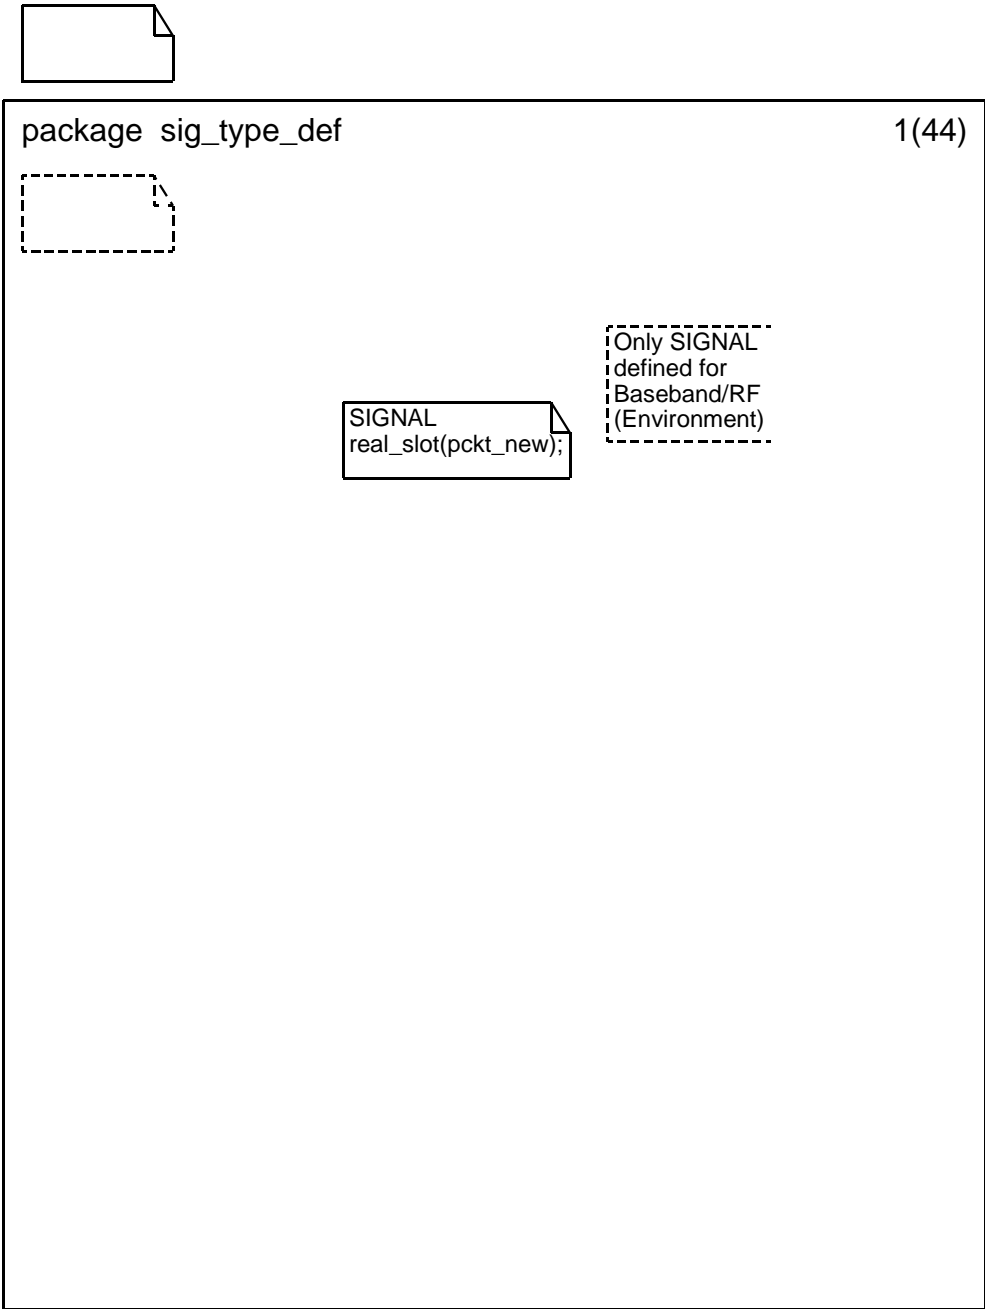 package sig_type_def
1(44)
Only SIGNAL
defined for
Baseband/RF
(Environment)
SIGNAL
real_slot(pckt_new);